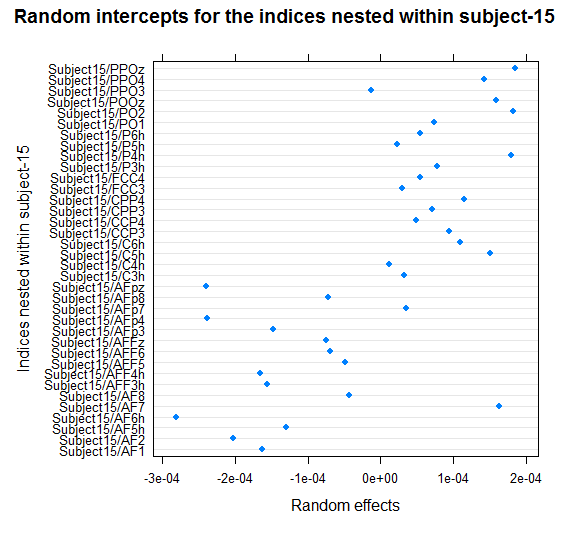 Random intercepts for the indices nested within subject-15
Indices nested within subject-15
Subject15/PPOz
Subject15/PPO4
Subject15/PPO3
Subject15/POOz
Subject15/PO2
Subject15/PO1
Subject15/P6h
Subject15/P5h
Subject15/P4h
Subject15/P3h
Subject15/FCC4
Subject15/FCC3
Subject15/CPP4
Subject15/CPP3
Subject15/CCP4
Subject15/CCP3
Subject15/C6h
Subject15/C5h
Subject15/C4h
Subject15/C3h
Subject15/AFpz
Subject15/AFp8
Subject15/AFp7
Subject15/AFp4
Subject15/AFp3
Subject15/AFFz
Subject15/AFF6
Subject15/AFF5
Subject15/AFF4h
Subject15/AFF3h
Subject15/AF8
Subject15/AF7
Subject15/AF6h
Subject15/AF5h
Subject15/AF2
Subject15/AF1
-3e-04 -2e-04 -1e-04 0e+00 1e-04 2e-04
Random effects